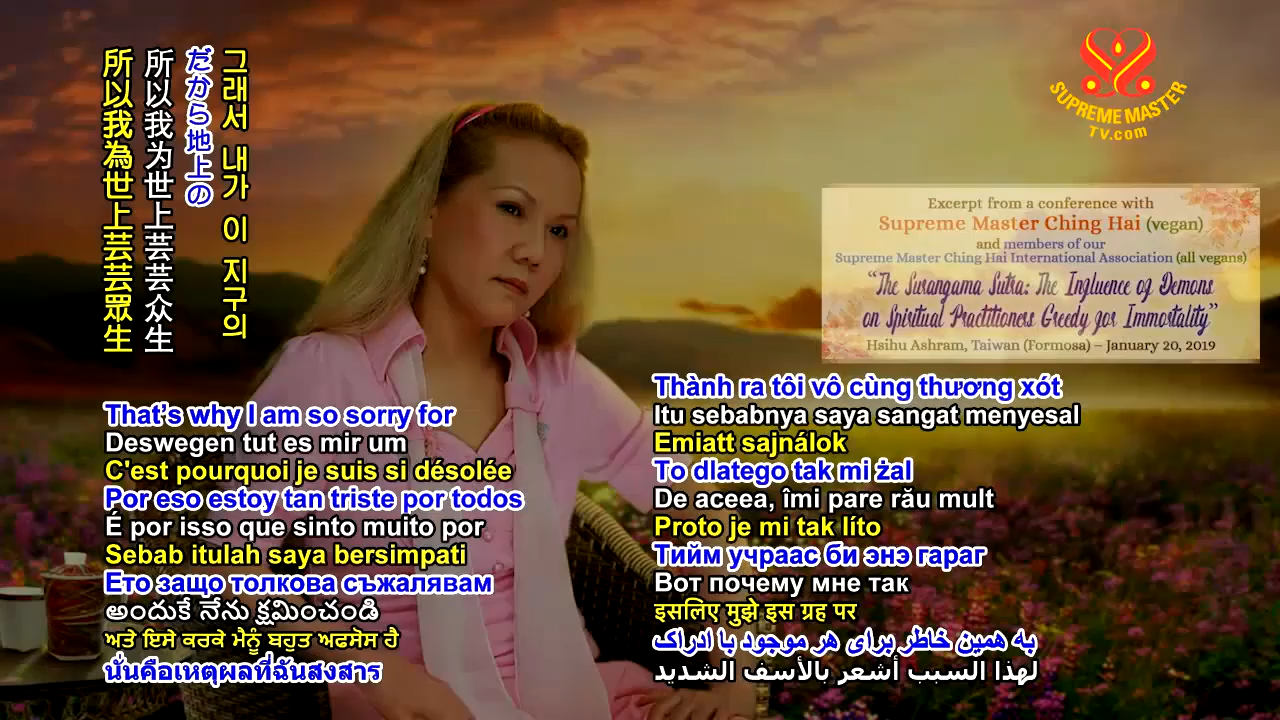 그래서 내가 이 지구의
だから地上の
所以我为世上芸芸众生
所以我為世上芸芸眾生
SUPREME MASTER
TV.com
Excerpt from a conference with
Supreme Master Ching Hai (vegan)
and members of our
Supreme Master Ching Hai International Association (all vegans)
“The Surangama Sutra: The Influence of Demons
on Spiritual Practitioners Greedy for Immortality”
Hsihu Ashram, Taiwan (Formosa) – January 20, 2019
That’s why I am so sorry for
Deswegen tut es mir um
C'est pourquoi je suis si désolée
Por eso estoy tan triste por todos
É por isso que sinto muito por
Sebab itulah saya bersimpati
Ето защо толкова съжалявам
అందుకే నేను క్షమించండి
ਅਤੇ ਇਸੇ ਕਰਕੇ ਮੈਨੂੰ ਬਹੁਤ ਅਫਸੋਸ ਹੈ
นั่นคือเหตุผลที่ฉันสงสาร
Thành ra tôi vô cùng thương xót
Itu sebabnya saya sangat menyesal
Emiatt sajnálok
To dlatego tak mi żal
De aceea, îmi pare rău mult
Proto je mi tak líto
Тийм учраас би энэ гараг
Вот почему мне так
इसलिए मुझे इस ग्रह पर
به همین خاطر برای هر موجود با ادراک
لهذا السبب أشعر بالأسف الشديد